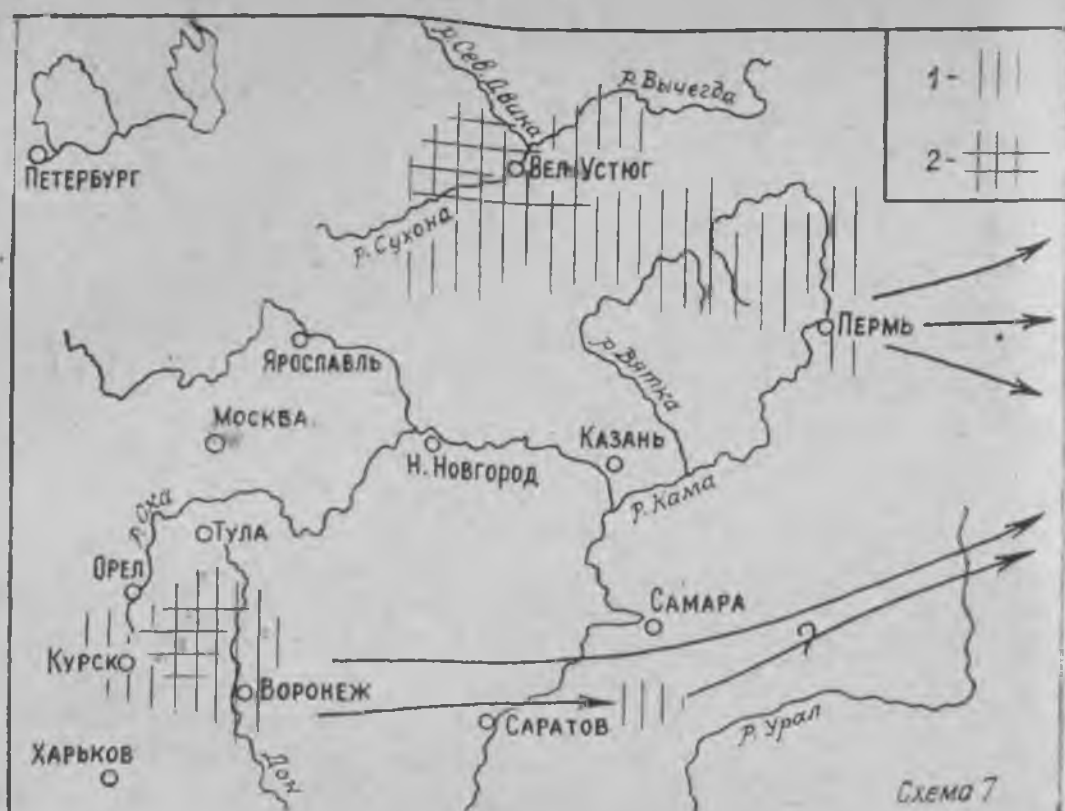 р. Сев. Двина
р. Вычегда
1-
2-
ПЕТЕРБУРГ
ВЕЛ. УСТЮГ
р. Сухона
ПЕРМЬ
ЯРОСЛАВЛЬ
р. Вятка
МОСКВА
КАЗАНЬ
Н. НОВГОРОД
р. Кама
р. Ока
ТУЛА
ОРЕЛ
САМАРА
?
КУРСК
ВОРОНЕЖ
САРАТОВ
р. Урал
ХАРЬКОВ
Дон
Схема 7